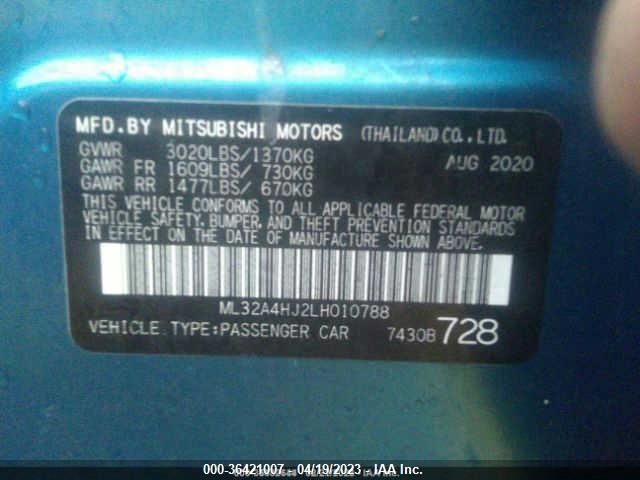 MFD.BY MITSUBISHI MOTORS (THAILAND)CO.,LTD.
GVWR 3020LBS/1370KG AUG 2020
GAWR FR 1609LBS/ 730KG
GAWR RR 1477LBS/ 670KG
THIS VEHICLE CONFORMS TO ALL APPLICABLE FEDERAL MOTOR
VEHICLE SAFETY, BUMPER, AND THEFT PREVENTION STANDARDS
IN EFFECT ON THE DATE OF MANUFACTURE SHOWN ABOVE.
ML32A4HJ2LH010788
VEHICLE TYPE:PASSENGER CAR 7430B 728
000-36421007 - 04/19/2023 - IAA Inc.